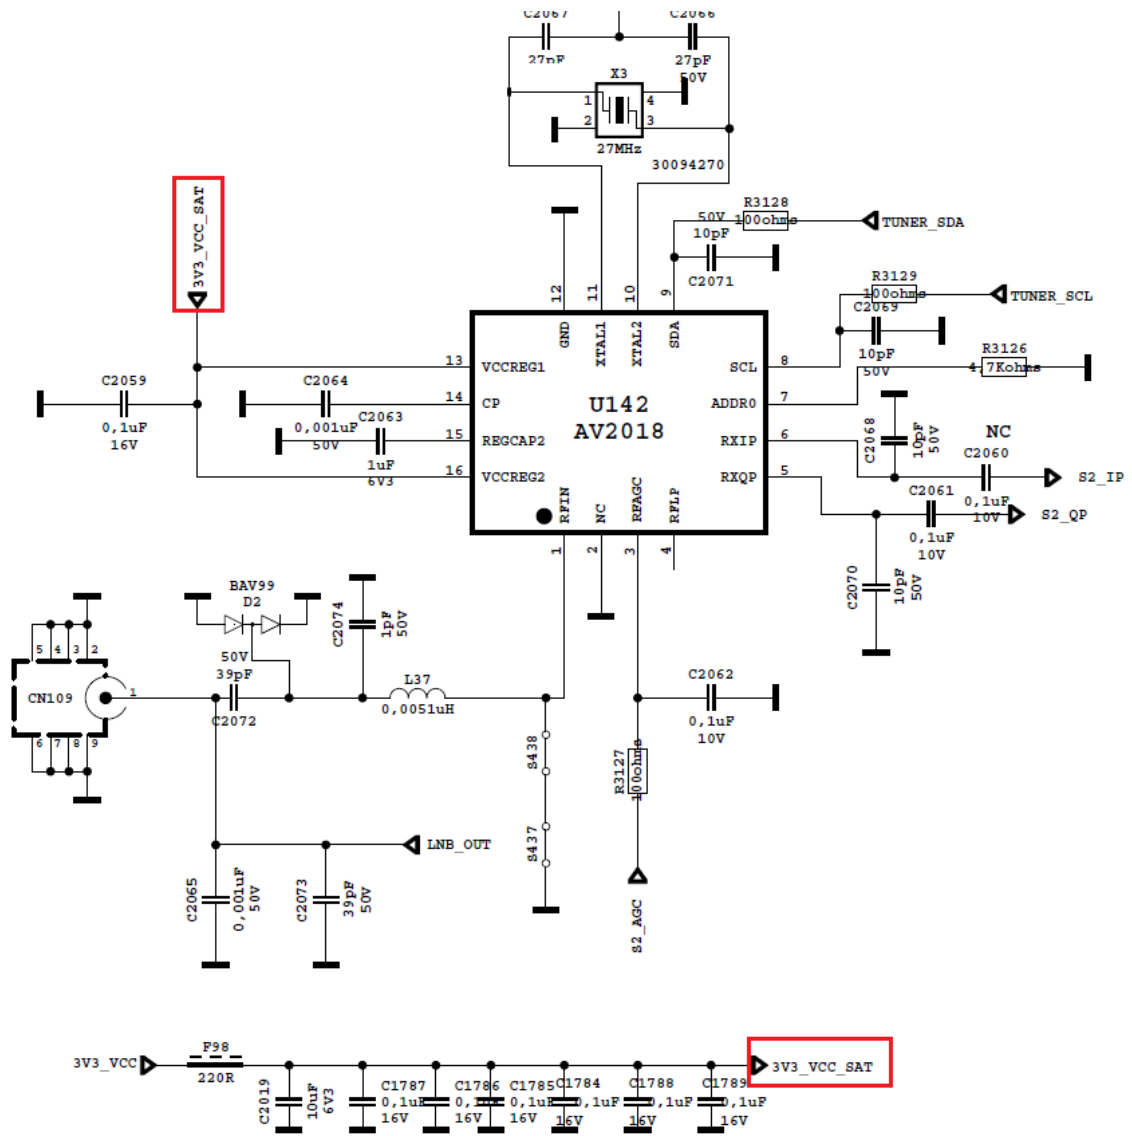 C2067
C2066
27pF
27pF
50V
X3
1
4
2
3
27MHz
30094270
3V3_VCC_SAT
R3128
50V
100ohms
TUNER_SDA
10pF
C2071
R3129
100ohms
TUNER_SCL
C2069
10pF
50V
R3126
4,7Kohms
12
11
10
9
GND
XTAL1
XTAL2
SDA
13
VCCREG1
SCL
8
14
CP
ADDR0
7
15
REGCAP2
RXIP
6
16
VCCREG2
RXQP
5
U142
AV2018
RFIN
NC
RFAGC
RFLP
1
2
3
4
C2059
0,1uF
16V
C2064
0,001uF
50V
C2063
1uF
6V3
C2068
10pF
50V
NC
C2060
0,1uF
10V
S2_IP
C2061
0,1uF
10V
S2_QP
C2070
10pF
50V
BAV99
D2
C2074
1pF
50V
5
4
3
2
CN109
1
6
7
8
9
50V
39pF
C2072
L37
0,0051uH
S438
S437
C2062
0,1uF
10V
R3127
100ohms
S2_AGC
LNB_OUT
C2065
0,001uF
50V
C2073
39pF
50V
3V3_VCC
F98
220R
3V3_VCC_SAT
C2019
10uF
6V3
C1787
0,1uF
16V
C1786
0,1uF
16V
C1785
0,1uF
16V
C1784
0,1uF
16V
C1788
0,1uF
16V
C1789
0,1uF
16V